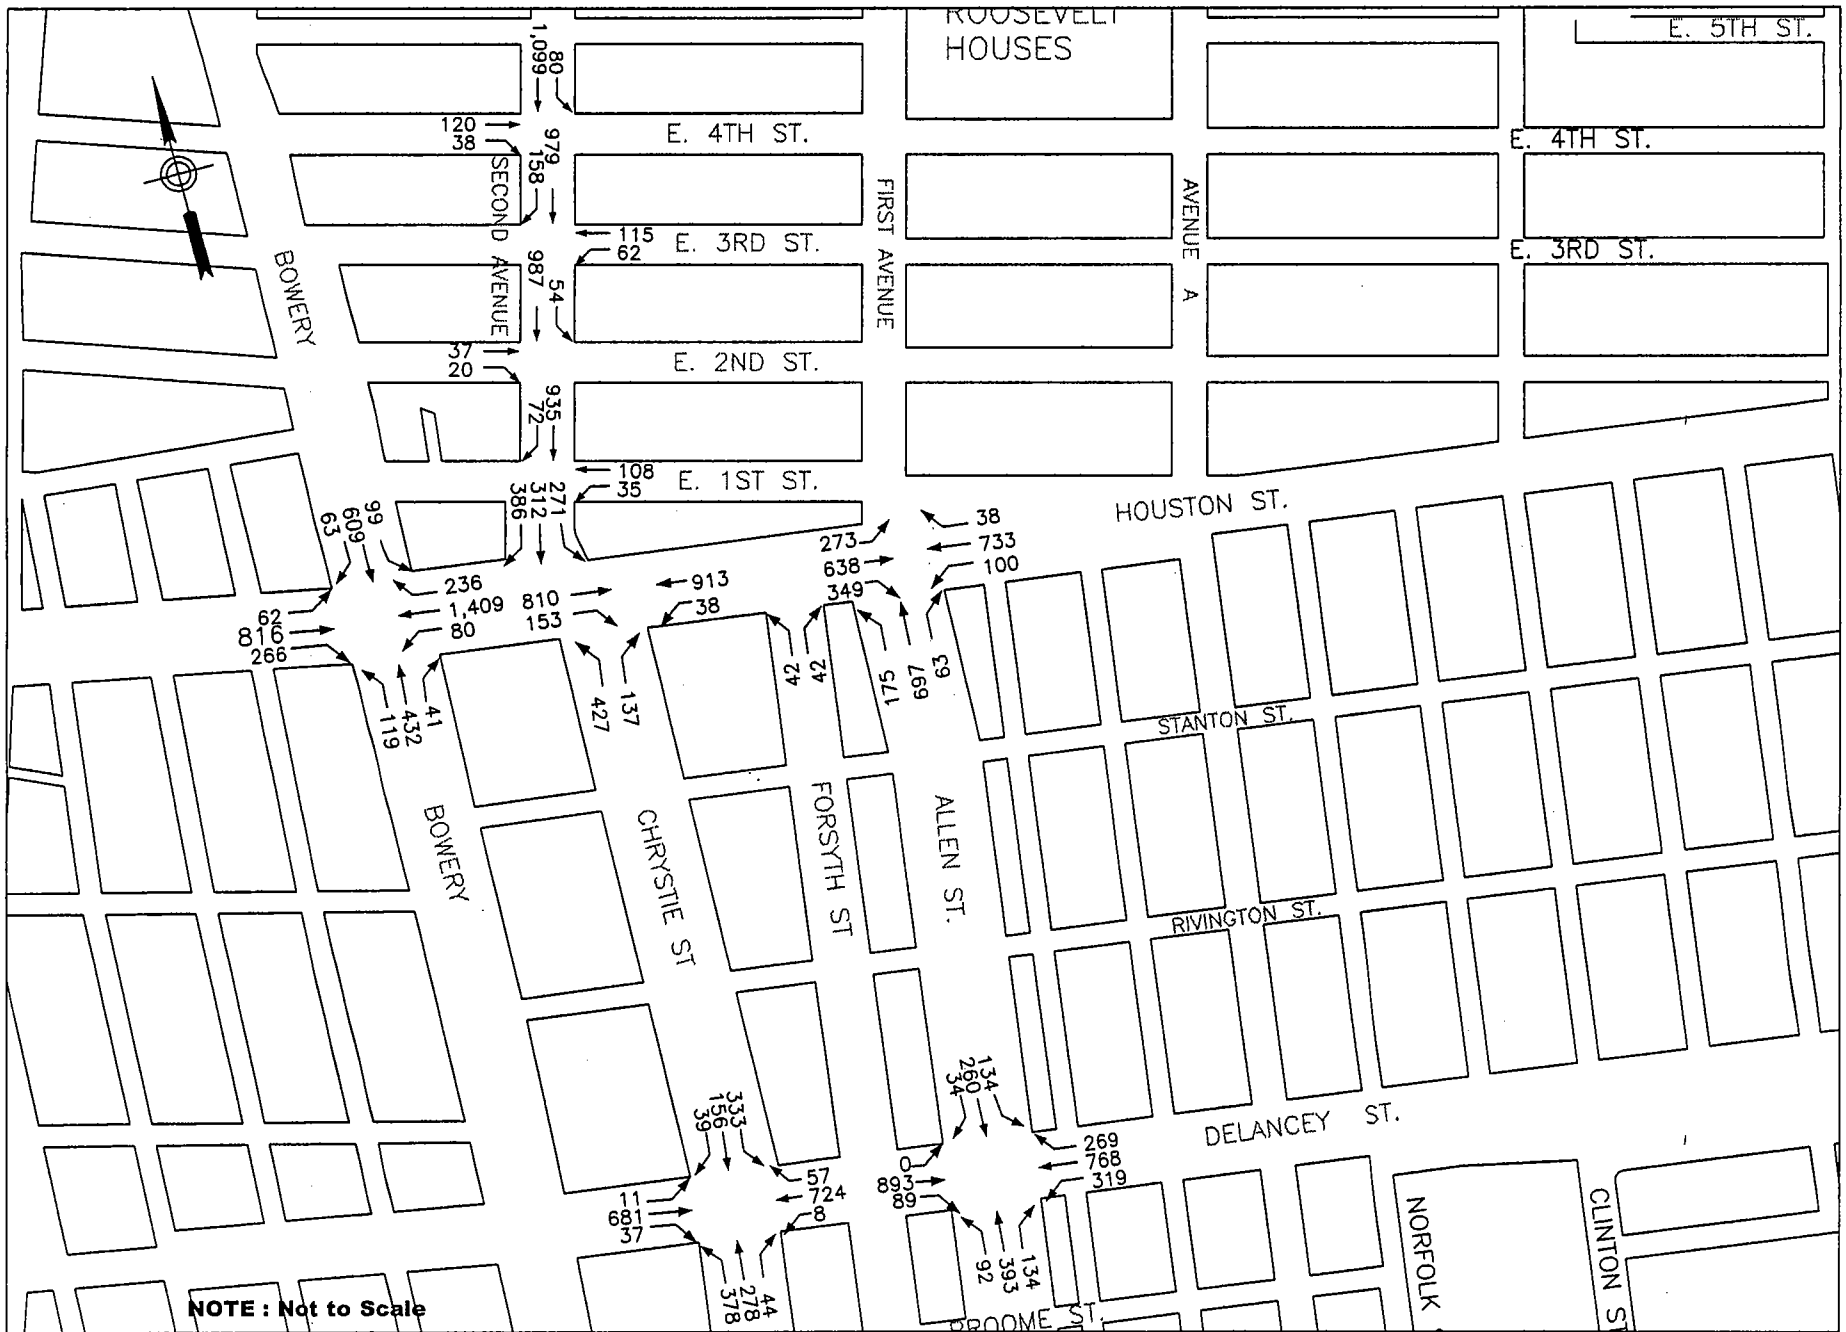 ROOSEVELT
HOUSES
E. 5TH ST.
1,099
80
120
38
E. 4TH ST.
E. 4TH ST.
979
158
SECOND AVENUE
FIRST AVENUE
AVENUE A
115
62
E. 3RD ST.
E. 3RD ST.
BOWERY
987
54
37
20
E. 2ND ST.
935
72
108
35
E. 1ST ST.
386
312
271
HOUSTON ST.
63
609
99
273
638
349
38
733
100
236
1,409
80
810
153
913
38
62
816
266
119
432
41
427
137
42
42
175
697
63
STANTON ST.
BOWERY
CHRYSTIE ST
FORSYTH ST
ALLEN ST.
RIVINGTON ST.
39
156
333
34
260
134
DELANCEY ST.
57
724
8
0
893
89
269
768
319
11
681
37
378
278
44
92
393
134
NORFOLK
CLINTON ST
BROOME ST.
NOTE : Not to Scale